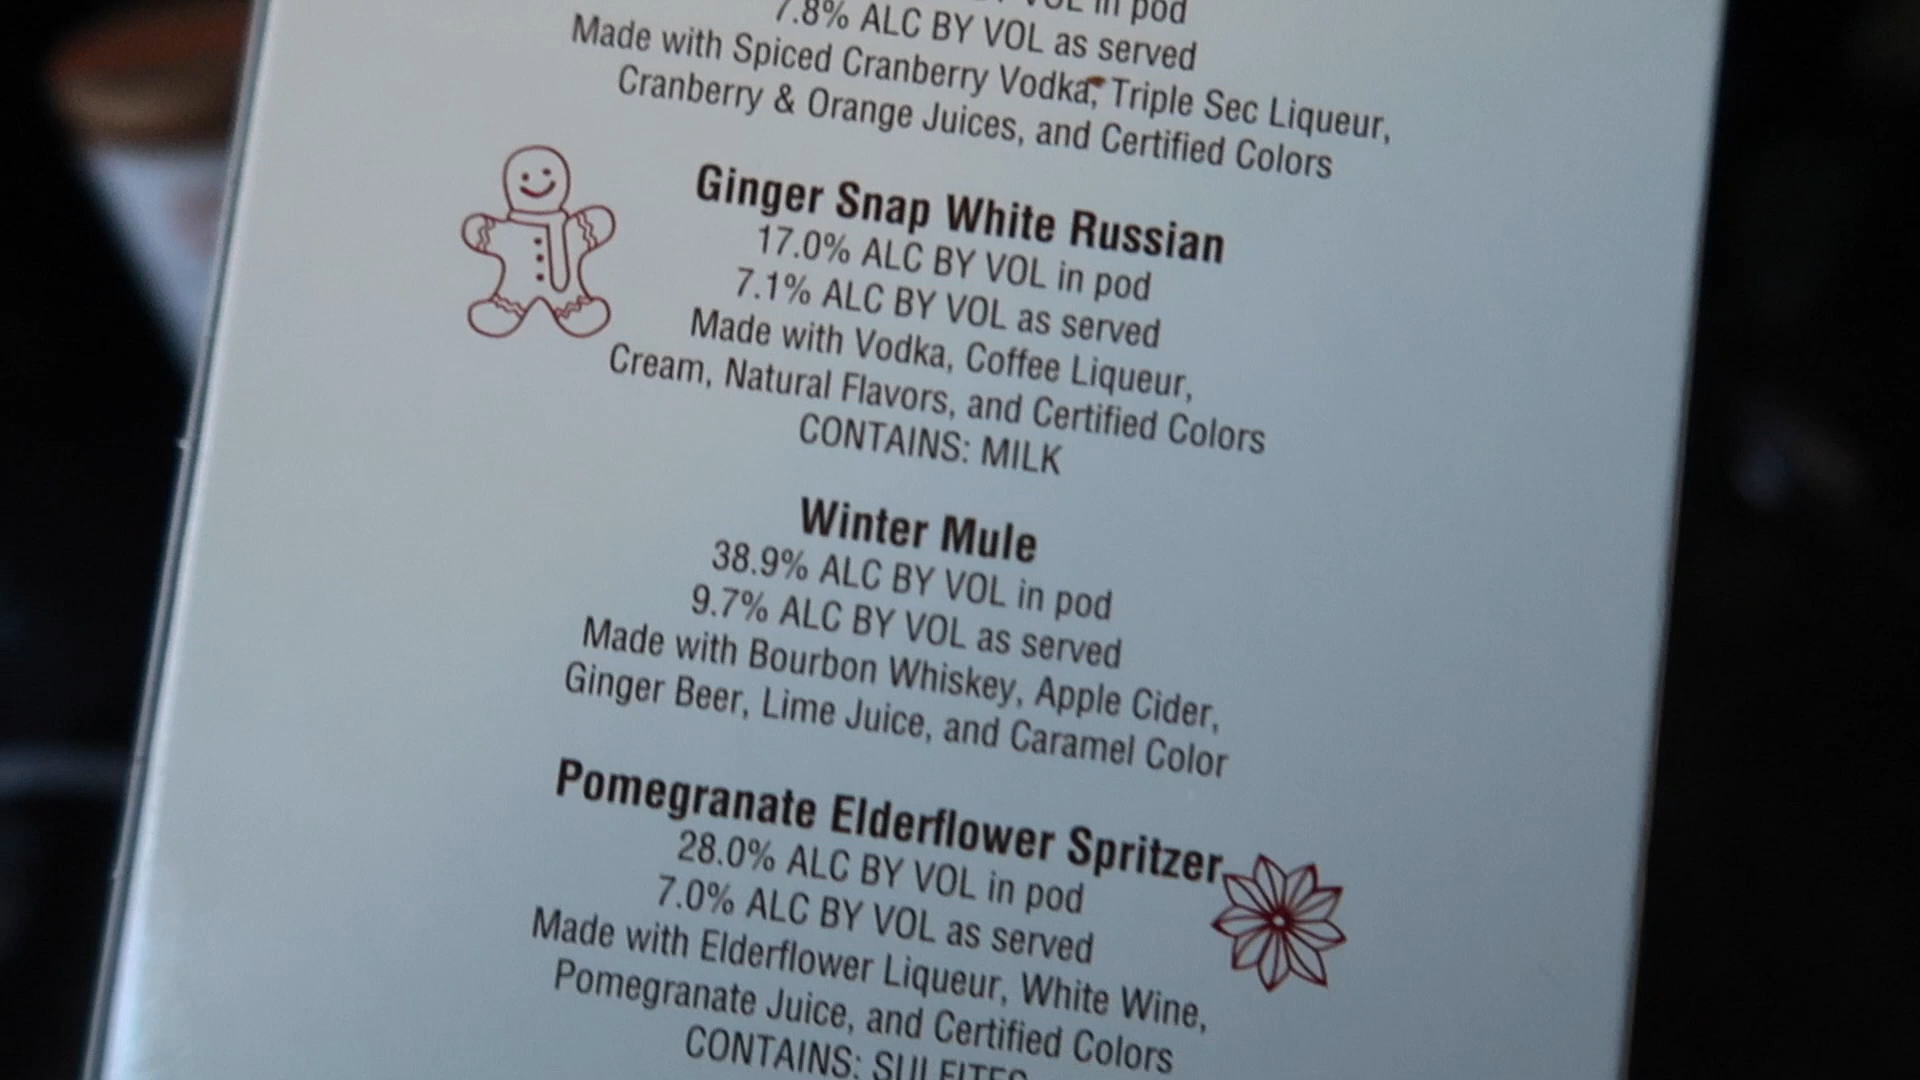 in pod
7.8% ALC BY VOL as served
Made with Spiced Cranberry Vodka, Triple Sec Liqueur,
Cranberry & Orange Juices, and Certified Colors
Ginger Snap White Russian
17.0% ALC BY VOL in pod
7.1% ALC BY VOL as served
Made with Vodka, Coffee Liqueur,
Cream, Natural Flavors, and Certified Colors
CONTAINS: MILK
Winter Mule
38.9% ALC BY VOL in pod
9.7% ALC BY VOL as served
Made with Bourbon Whiskey, Apple Cider,
Ginger Beer, Lime Juice, and Caramel Color
Pomegranate Elderflower Spritzer
28.0% ALC BY VOL in pod
7.0% ALC BY VOL as served
Made with Elderflower Liqueur, White Wine,
Pomegranate Juice, and Certified Colors
CONTAINS: SULFITES